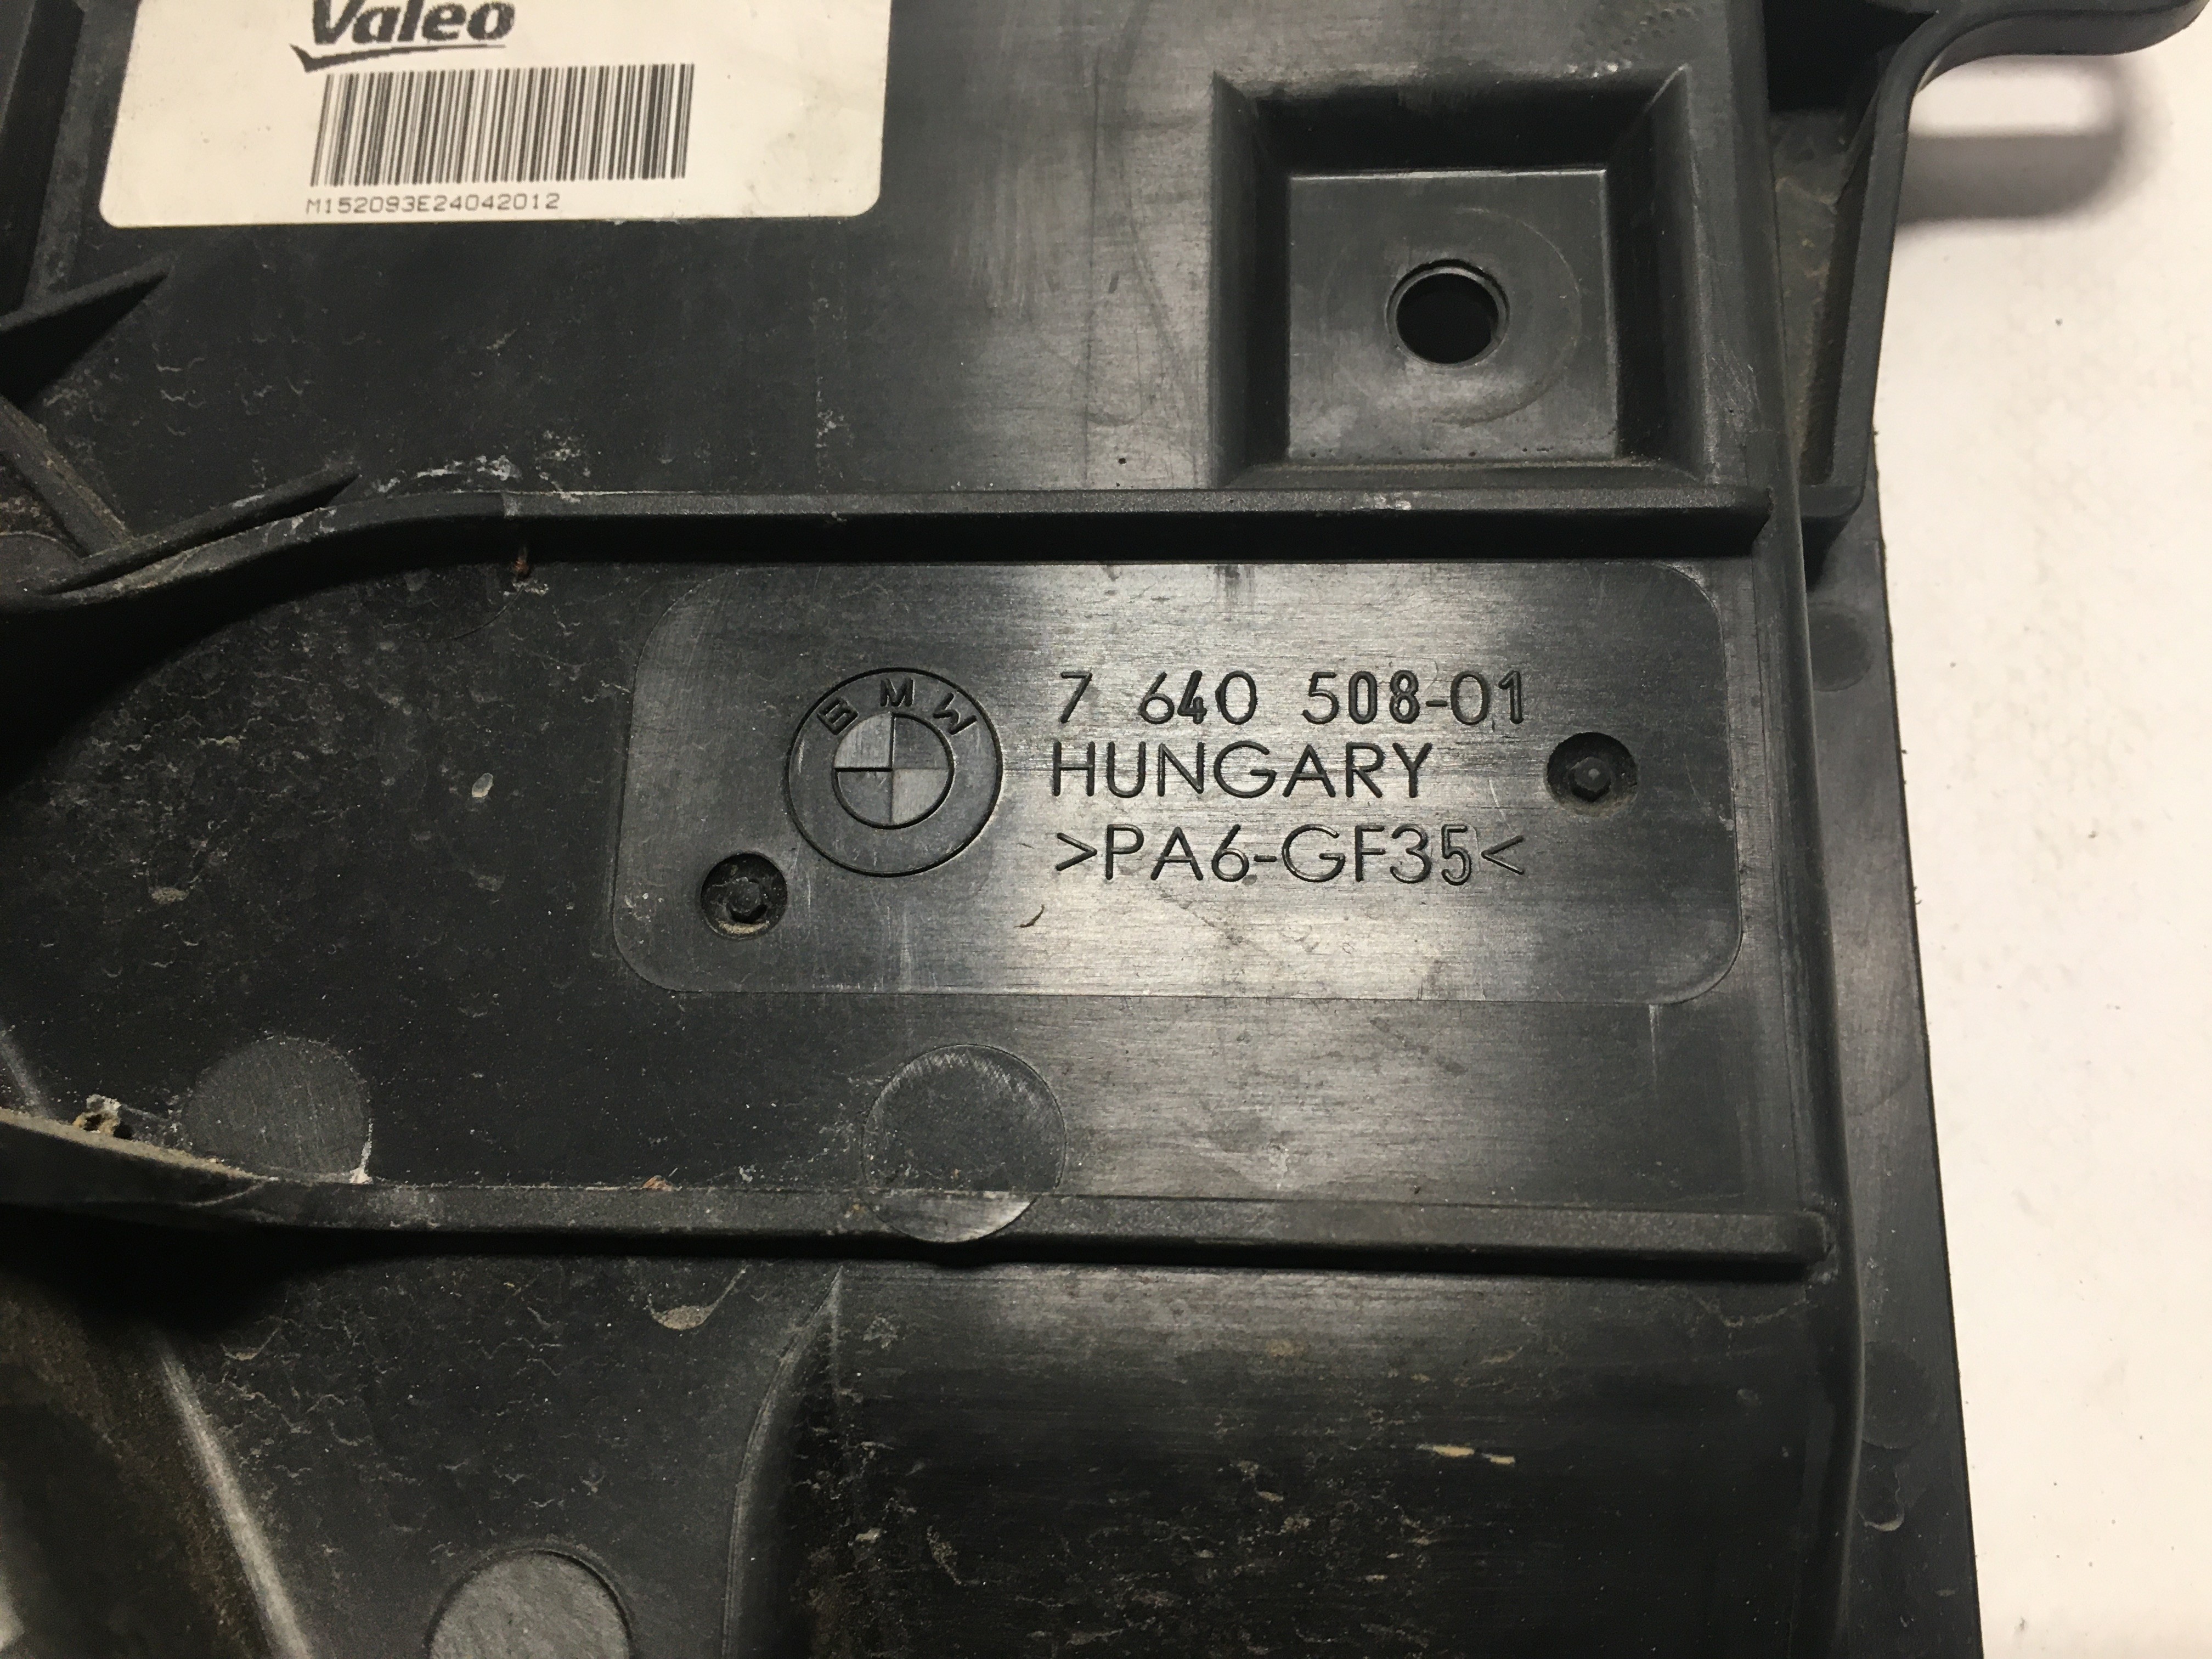 Valeo
M152093E24042012
BMW
7 640 508-01
HUNGARY
>PA6-GF35<